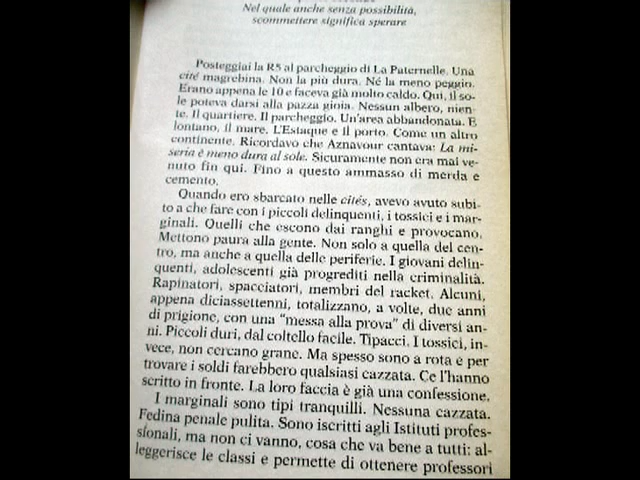 Nel quale anche senza possibilità,
scommettere significa sperare
Posteggiai la R5 al parcheggio di La Paternelle. Una
cité magrebina. Non la più dura. Né la meno peggio.
Erano appena le 10 e faceva già molto caldo. Qui, il so-
le poteva darsi alla pazza gioia. Nessun albero, nien-
te. Il quartiere. Il parcheggio. Un'area abbandonata. E
lontano, il mare. L'Estaque e il porto. Come un altro
continente. Ricordavo che Aznavour cantava: La mi-
seria è meno dura al sole. Sicuramente non era mai ve-
nuto fin qui. Fino a questo ammasso di merda e
cemento.
Quando ero sbarcato nelle cités, avevo avuto subi-
to a che fare con i piccoli delinquenti, i tossici e i mar-
ginali. Quelli che escono dai ranghi e provocano.
Mettono paura alla gente. Non solo a quella del cen-
tro, ma anche a quella delle periferie. I giovani delin-
quenti, adolescenti già progrediti nella criminalità.
Rapinatori, spacciatori, membri del racket. Alcuni,
appena diciassettenni, totalizzano, a volte, due anni
di prigione, con una "messa alla prova" di diversi an-
ni. Piccoli duri, dal coltello facile. Tipacci. I tossici, in-
vece, non cercano grane. Ma spesso sono a rota e per
trovare i soldi farebbero qualsiasi cazzata. Ce l'hanno
scritto in fronte. La loro faccia è già una confessione.
I marginali sono tipi tranquilli. Nessuna cazzata.
Fedina penale pulita. Sono iscritti agli Istituti profes-
sionali, ma non ci vanno, cosa che va bene a tutti: al-
leggerisce le classi e permette di ottenere professori